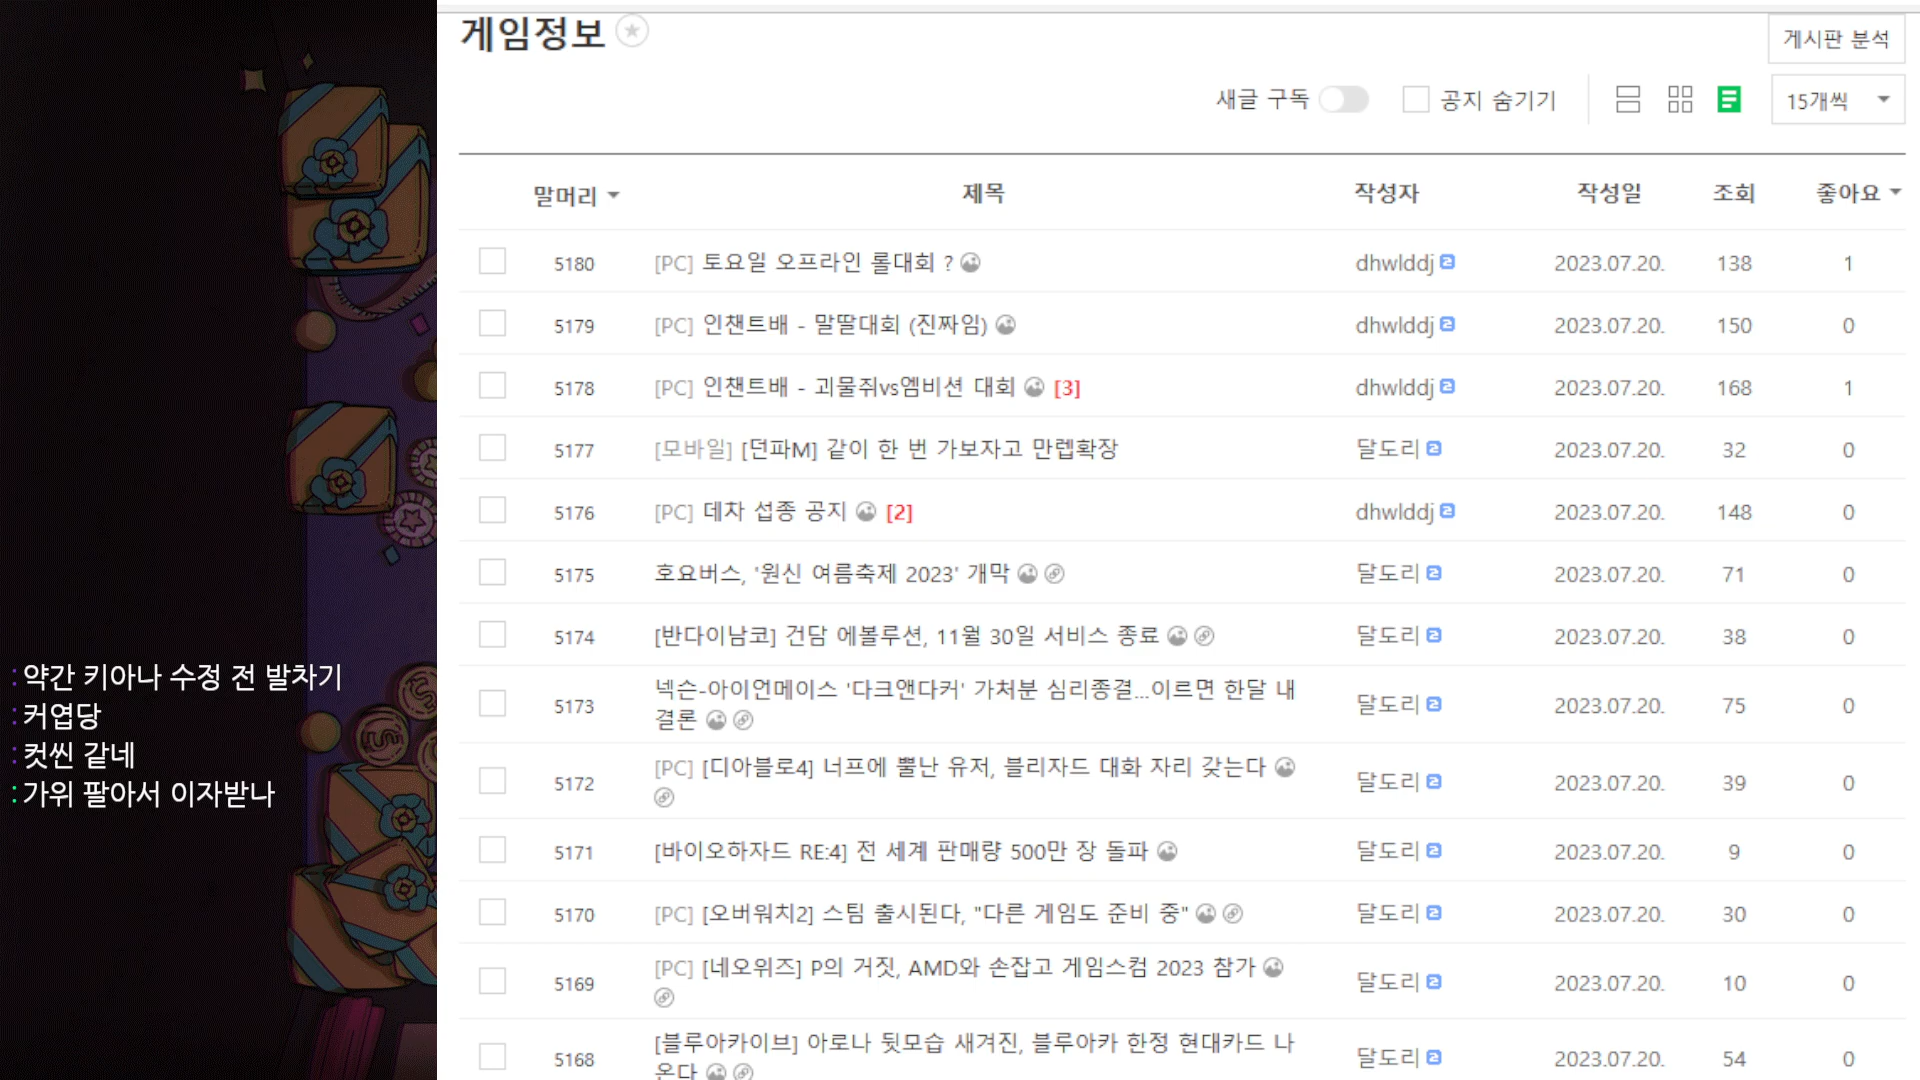 게임정보
게시판 분석
새글 구독 공지 숨기기 15개씩
말머리 제목 작성자 작성일 조회 좋아요
5180 [PC] 토요일 오프라인 롤대회 ? dhwlddj 2023.07.20. 138 1
5179 [PC] 인챈트배 - 말딸대회 (진짜임) dhwlddj 2023.07.20. 150 0
5178 [PC] 인챈트배 - 괴물쥐vs엠비션 대회 [3] dhwlddj 2023.07.20. 168 1
5177 [모바일] [던파M] 같이 한 번 가보자고 만렙확장 달도리 2023.07.20. 32 0
5176 [PC] 데차 섭종 공지 [2] dhwlddj 2023.07.20. 148 0
5175 호요버스, '원신 여름축제 2023' 개막 달도리 2023.07.20. 71 0
5174 [반다이남코] 건담 에볼루션, 11월 30일 서비스 종료 달도리 2023.07.20. 38 0
5173 넥슨-아이언메이스 '다크앤다커' 가처분 심리종결...이르면 한달 내
결론 달도리 2023.07.20. 75 0
5172 [PC] [디아블로4] 너프에 뿔난 유저, 블리자드 대화 자리 갖는다 달도리 2023.07.20. 39 0
5171 [바이오하자드 RE:4] 전 세계 판매량 500만 장 돌파 달도리 2023.07.20. 9 0
5170 [PC] [오버워치2] 스팀 출시된다, "다른 게임도 준비 중" 달도리 2023.07.20. 30 0
5169 [PC] [네오위즈] P의 거짓, AMD와 손잡고 게임스컴 2023 참가 달도리 2023.07.20. 10 0
5168 [블루아카이브] 아로나 뒷모습 새겨진, 블루아카 한정 현대카드 나
온다 달도리 2023.07.20. 54 0
: 약간 키아나 수정 전 발차기
: 커엽당
: 컷씬 같네
: 가위 팔아서 이자받나